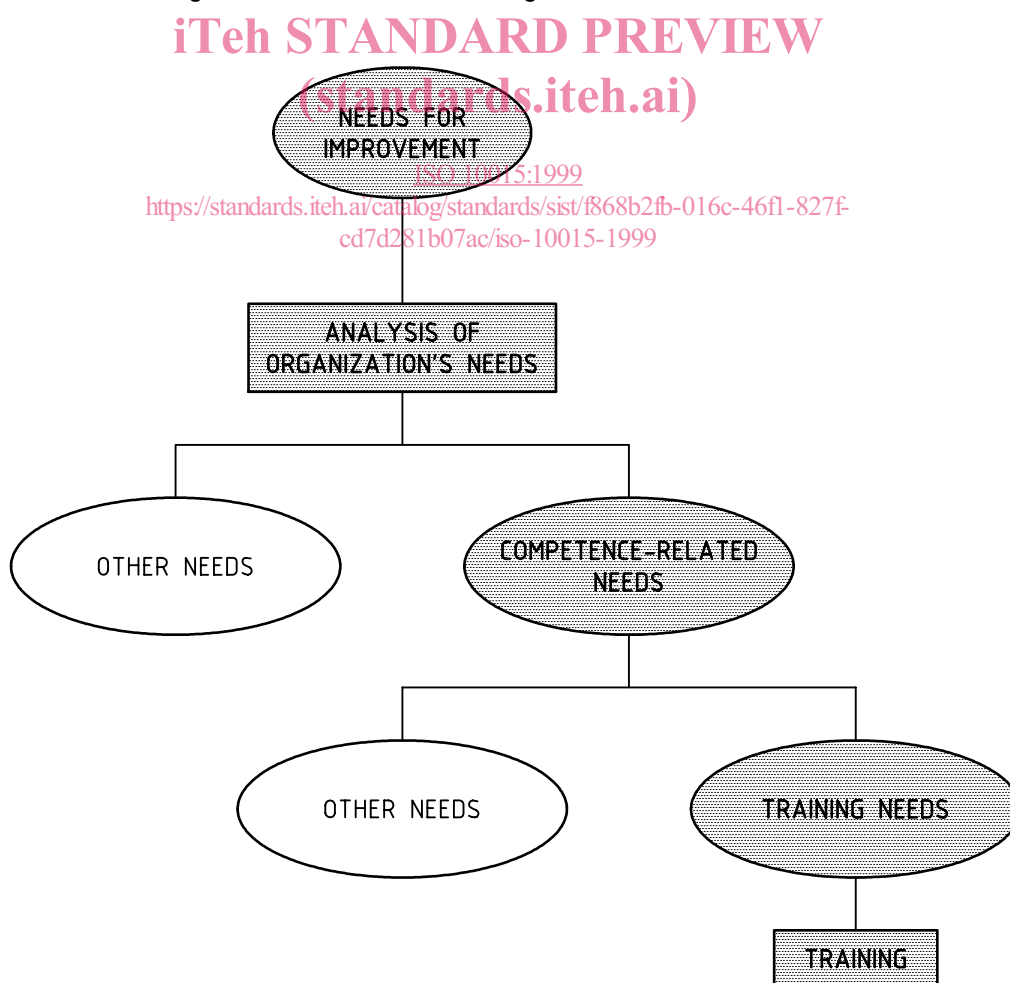 iTeh STANDARD PREVIEW
(standards.iteh.ai)
NEEDS FOR
IMPROVEMENT
ISO 10015:1999
https://standards.iteh.ai/catalog/standards/sist/f868b2fb-016c-46f1-827f-
cd7d281b07ac/iso-10015-1999
ANALYSIS OF
ORGANIZATION'S NEEDS
OTHER NEEDS
COMPETENCE-RELATED
NEEDS
OTHER NEEDS
TRAINING NEEDS
TRAINING